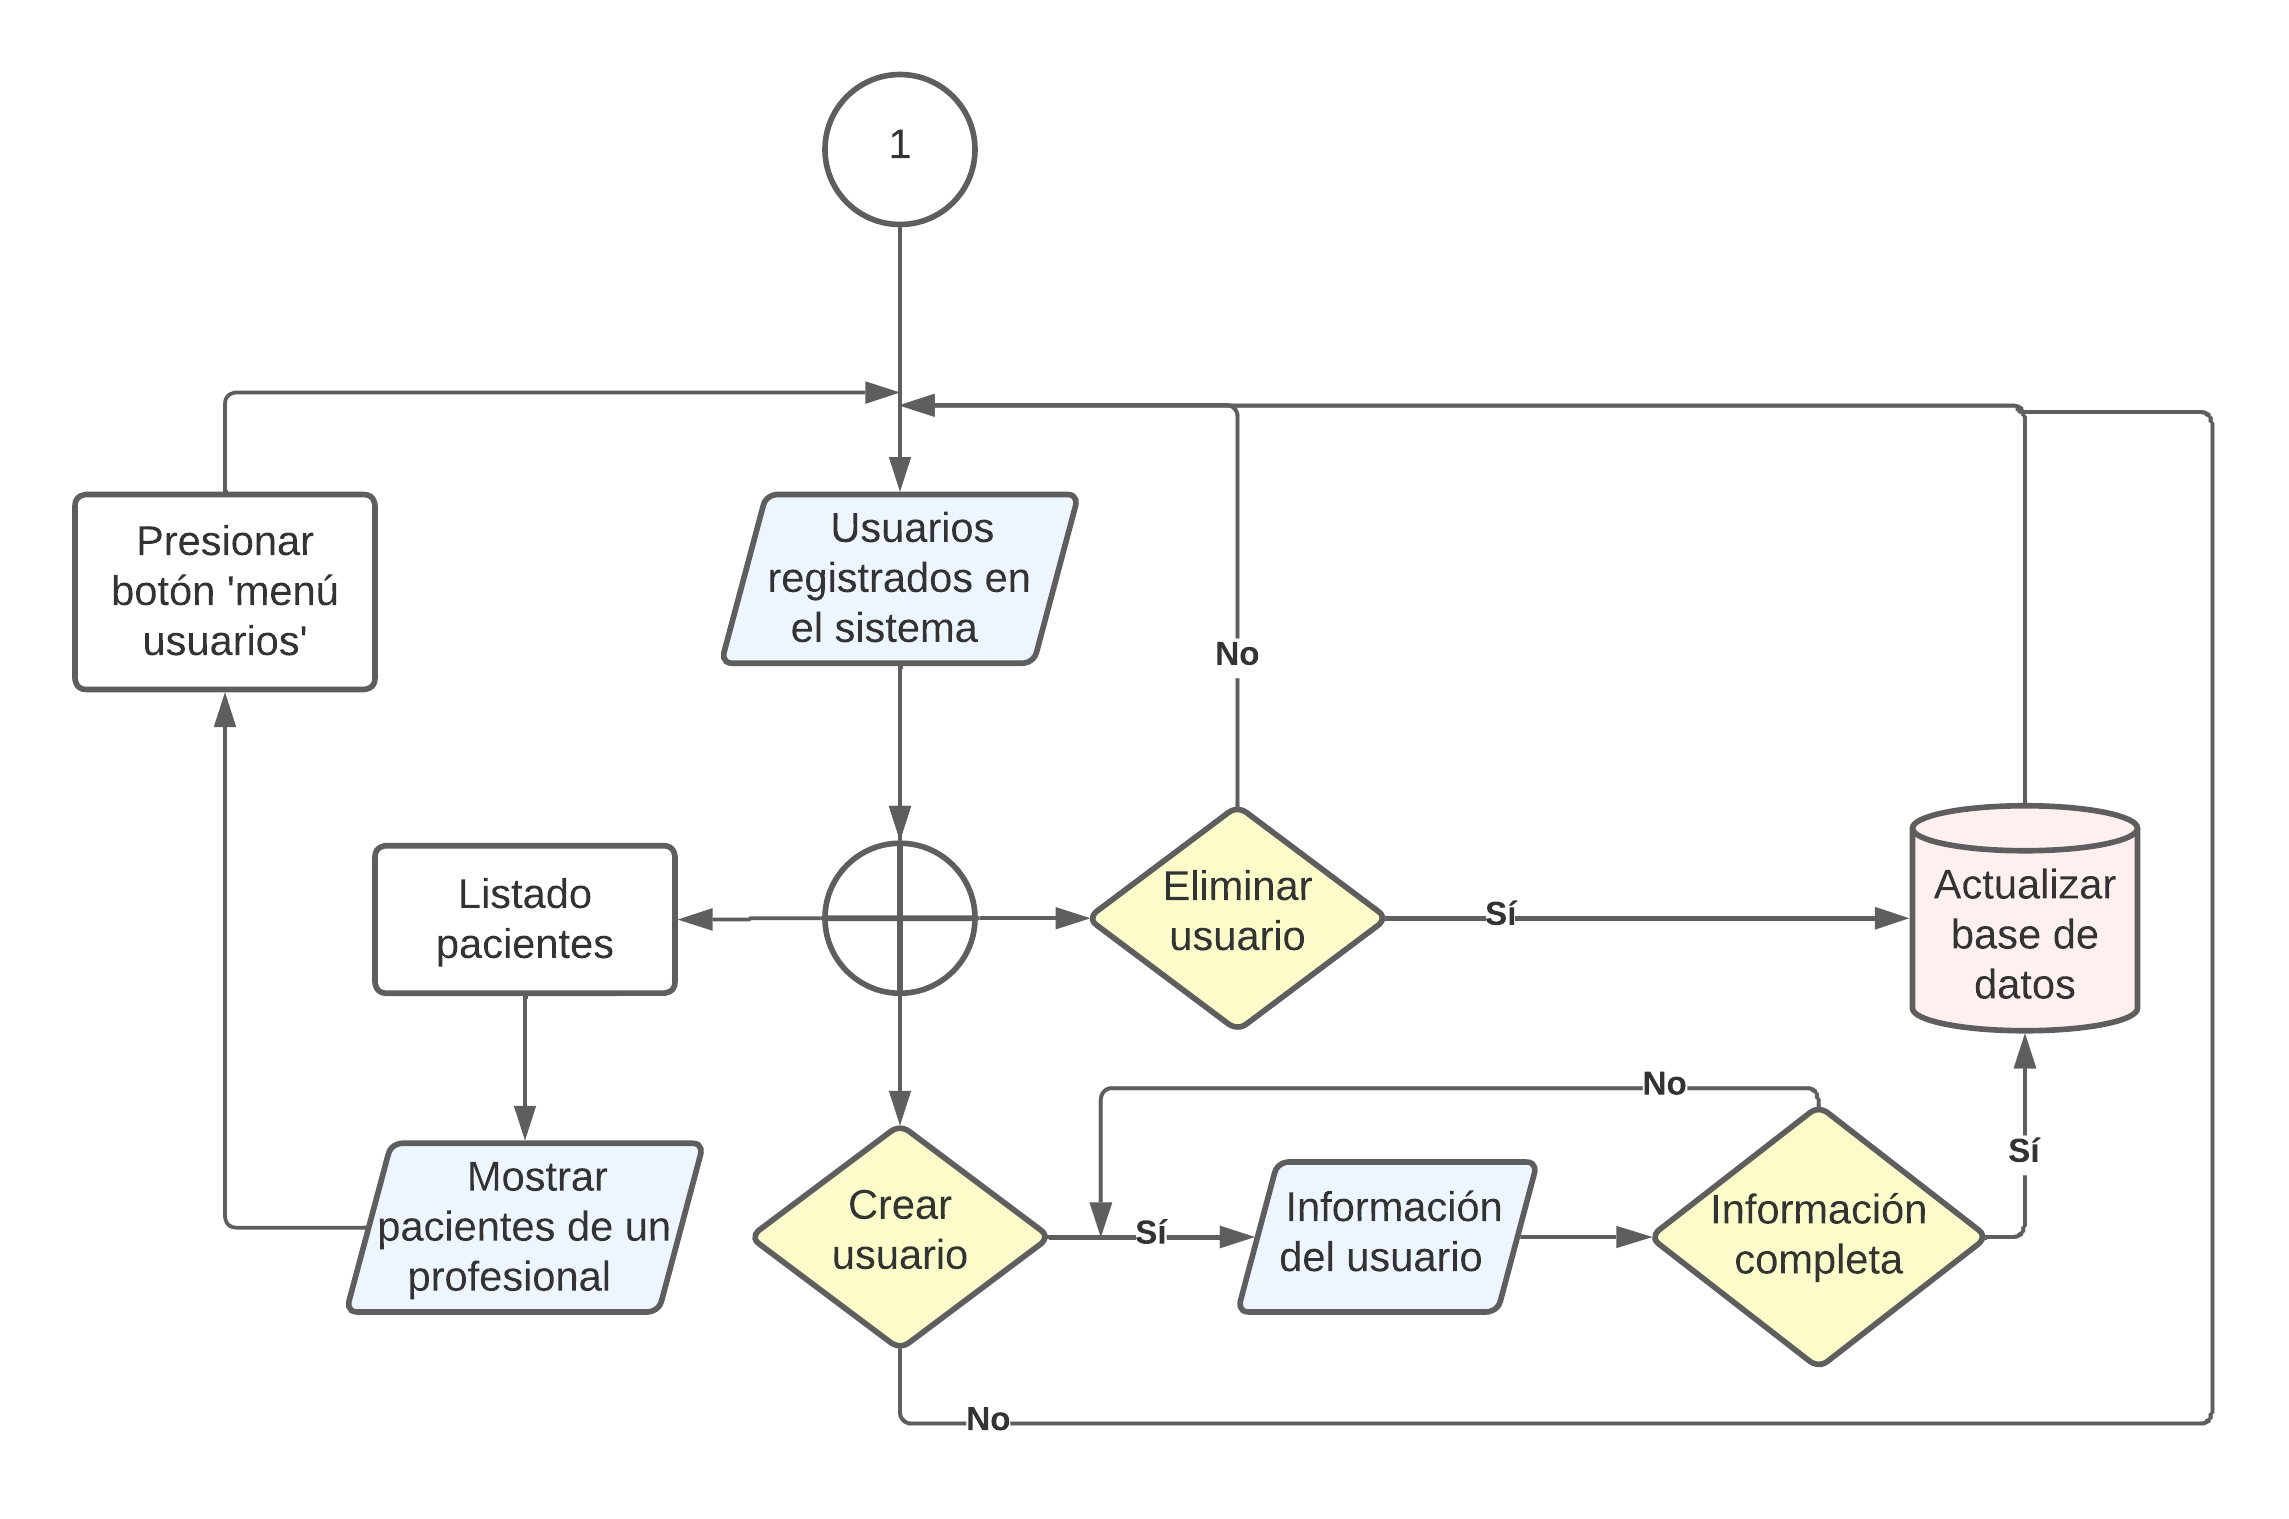 1
Presionar
botón 'menú
usuarios'
Usuarios
registrados en
el sistema
No
Listado
pacientes
Eliminar
usuario
Sí
Actualizar
base de
datos
No
Mostrar
pacientes de un
profesional
Crear
usuario
Sí
Información
del usuario
Información
completa
Sí
No